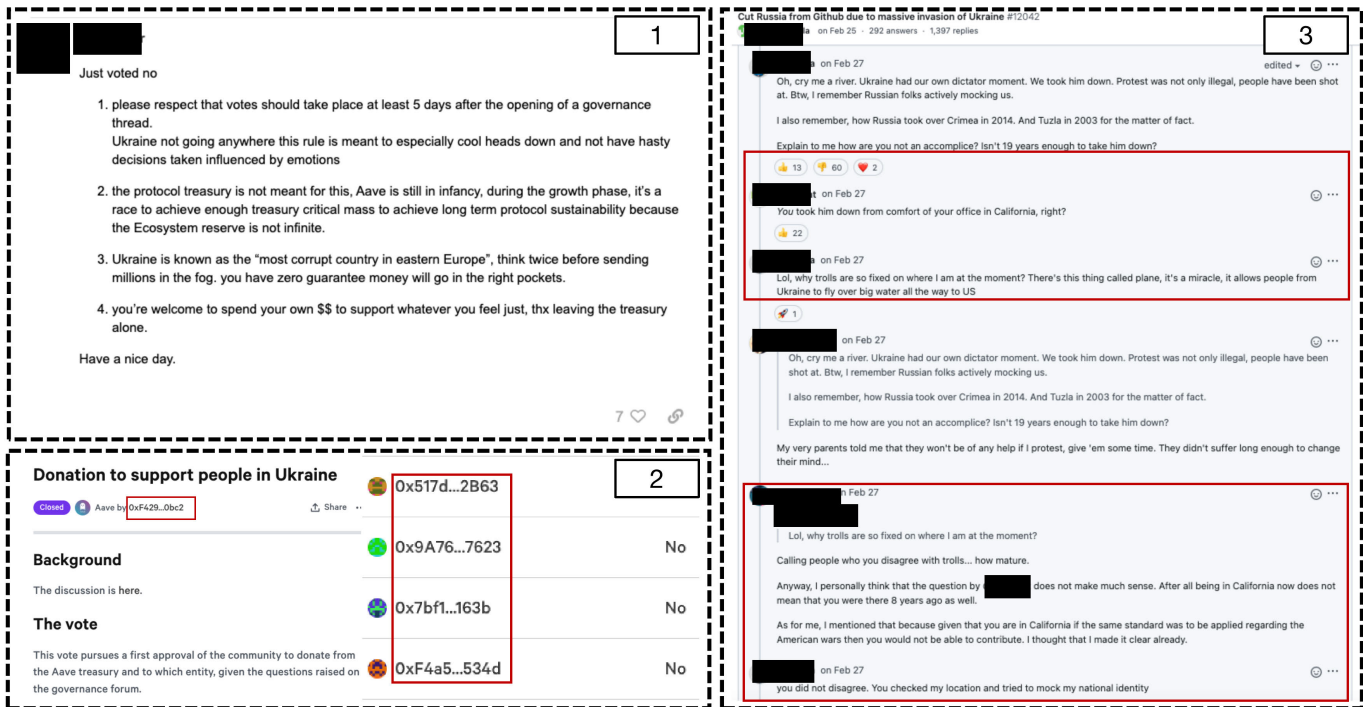 1
Just voted no
1. please respect that votes should take place at least 5 days after the opening of a governance
thread.
Ukraine not going anywhere this rule is meant to especially cool heads down and not have hasty
decisions taken influenced by emotions
2. the protocol treasury is not meant for this, Aave is still in infancy, during the growth phase, it's a
race to achieve enough treasury critical mass to achieve long term protocol sustainability because
the Ecosystem reserve is not infinite.
3. Ukraine is known as the “most corrupt country in eastern Europe”, think twice before sending
millions in the fog. you have zero guarantee money will go in the right pockets.
4. you’re welcome to spend your own $$ to support whatever you feel just, thx leaving the treasury
alone.
Have a nice day.
7
2
Donation to support people in Ukraine
Closed Aave by 0xF429...0bc2 Share
Background
The discussion is here.
The vote
This vote pursues a first approval of the community to donate from
the Aave treasury and to which entity, given the questions raised on
the governance forum.
0x517d...2B63
0x9A76...7623 No
0x7bf1...163b No
0xF4a5...534d No
3
Cut Russia from Github due to massive invasion of Ukraine #12042
la on Feb 25 · 292 answers · 1,397 replies
a on Feb 27 edited
Oh, cry me a river. Ukraine had our own dictator moment. We took him down. Protest was not only illegal, people have been shot
at. Btw, I remember Russian folks actively mocking us.
I also remember, how Russia took over Crimea in 2014. And Tuzla in 2003 for the matter of fact.
Explain to me how are you not an accomplice? Isn't 19 years enough to take him down?
👍 13 👎 60 ❤️ 2
t on Feb 27
You took him down from comfort of your office in California, right?
👍 22
a on Feb 27
Lol, why trolls are so fixed on where I am at the moment? There's this thing called plane, it's a miracle, it allows people from
Ukraine to fly over big water all the way to US
🚀 1
on Feb 27
Oh, cry me a river. Ukraine had our own dictator moment. We took him down. Protest was not only illegal, people have been
shot at. Btw, I remember Russian folks actively mocking us.
I also remember, how Russia took over Crimea in 2014. And Tuzla in 2003 for the matter of fact.
Explain to me how are you not an accomplice? Isn't 19 years enough to take him down?
My very parents told me that they won't be of any help if I protest, give 'em some time. They didn't suffer long enough to change
their mind...
on Feb 27
Lol, why trolls are so fixed on where I am at the moment?
Calling people who you disagree with trolls... how mature.
Anyway, I personally think that the question by does not make much sense. After all being in California now does not
mean that you were there 8 years ago as well.
As for me, I mentioned that because given that you are in California if the same standard was to be applied regarding the
American wars then you would not be able to contribute. I thought that I made it clear already.
on Feb 27
you did not disagree. You checked my location and tried to mock my national identity